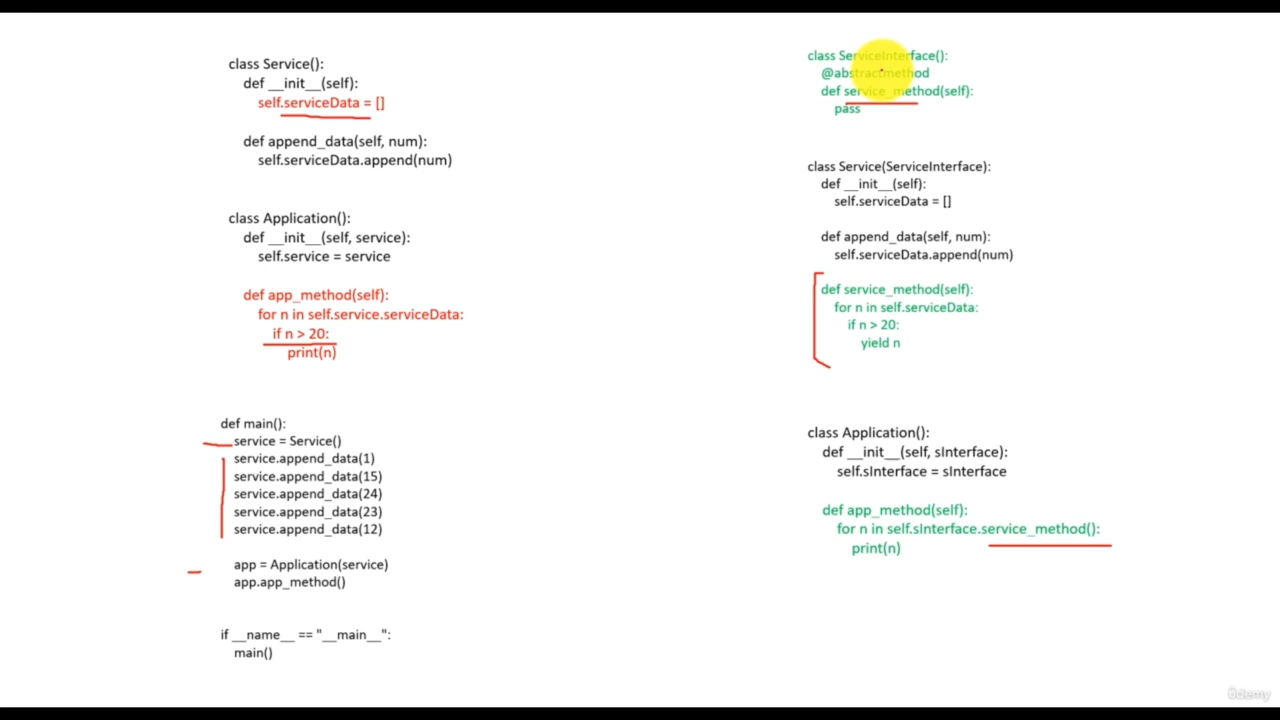 class Service():
def __init__(self):
self.serviceData = []
def append_data(self, num):
self.serviceData.append(num)
class Application():
def __init__(self, service):
self.service = service
def app_method(self):
for n in self.service.serviceData:
if n > 20:
print(n)
def main():
service = Service()
service.append_data(1)
service.append_data(15)
service.append_data(24)
service.append_data(23)
service.append_data(12)
app = Application(service)
app.app_method()
if __name__ == "__main__":
main()
class ServiceInterface():
@abstractmethod
def service_method(self):
pass
class Service(ServiceInterface):
def __init__(self):
self.serviceData = []
def append_data(self, num):
self.serviceData.append(num)
def service_method(self):
for n in self.serviceData:
if n > 20:
yield n
class Application():
def __init__(self, sInterface):
self.sInterface = sInterface
def app_method(self):
for n in self.sInterface.service_method():
print(n)
ûdemy